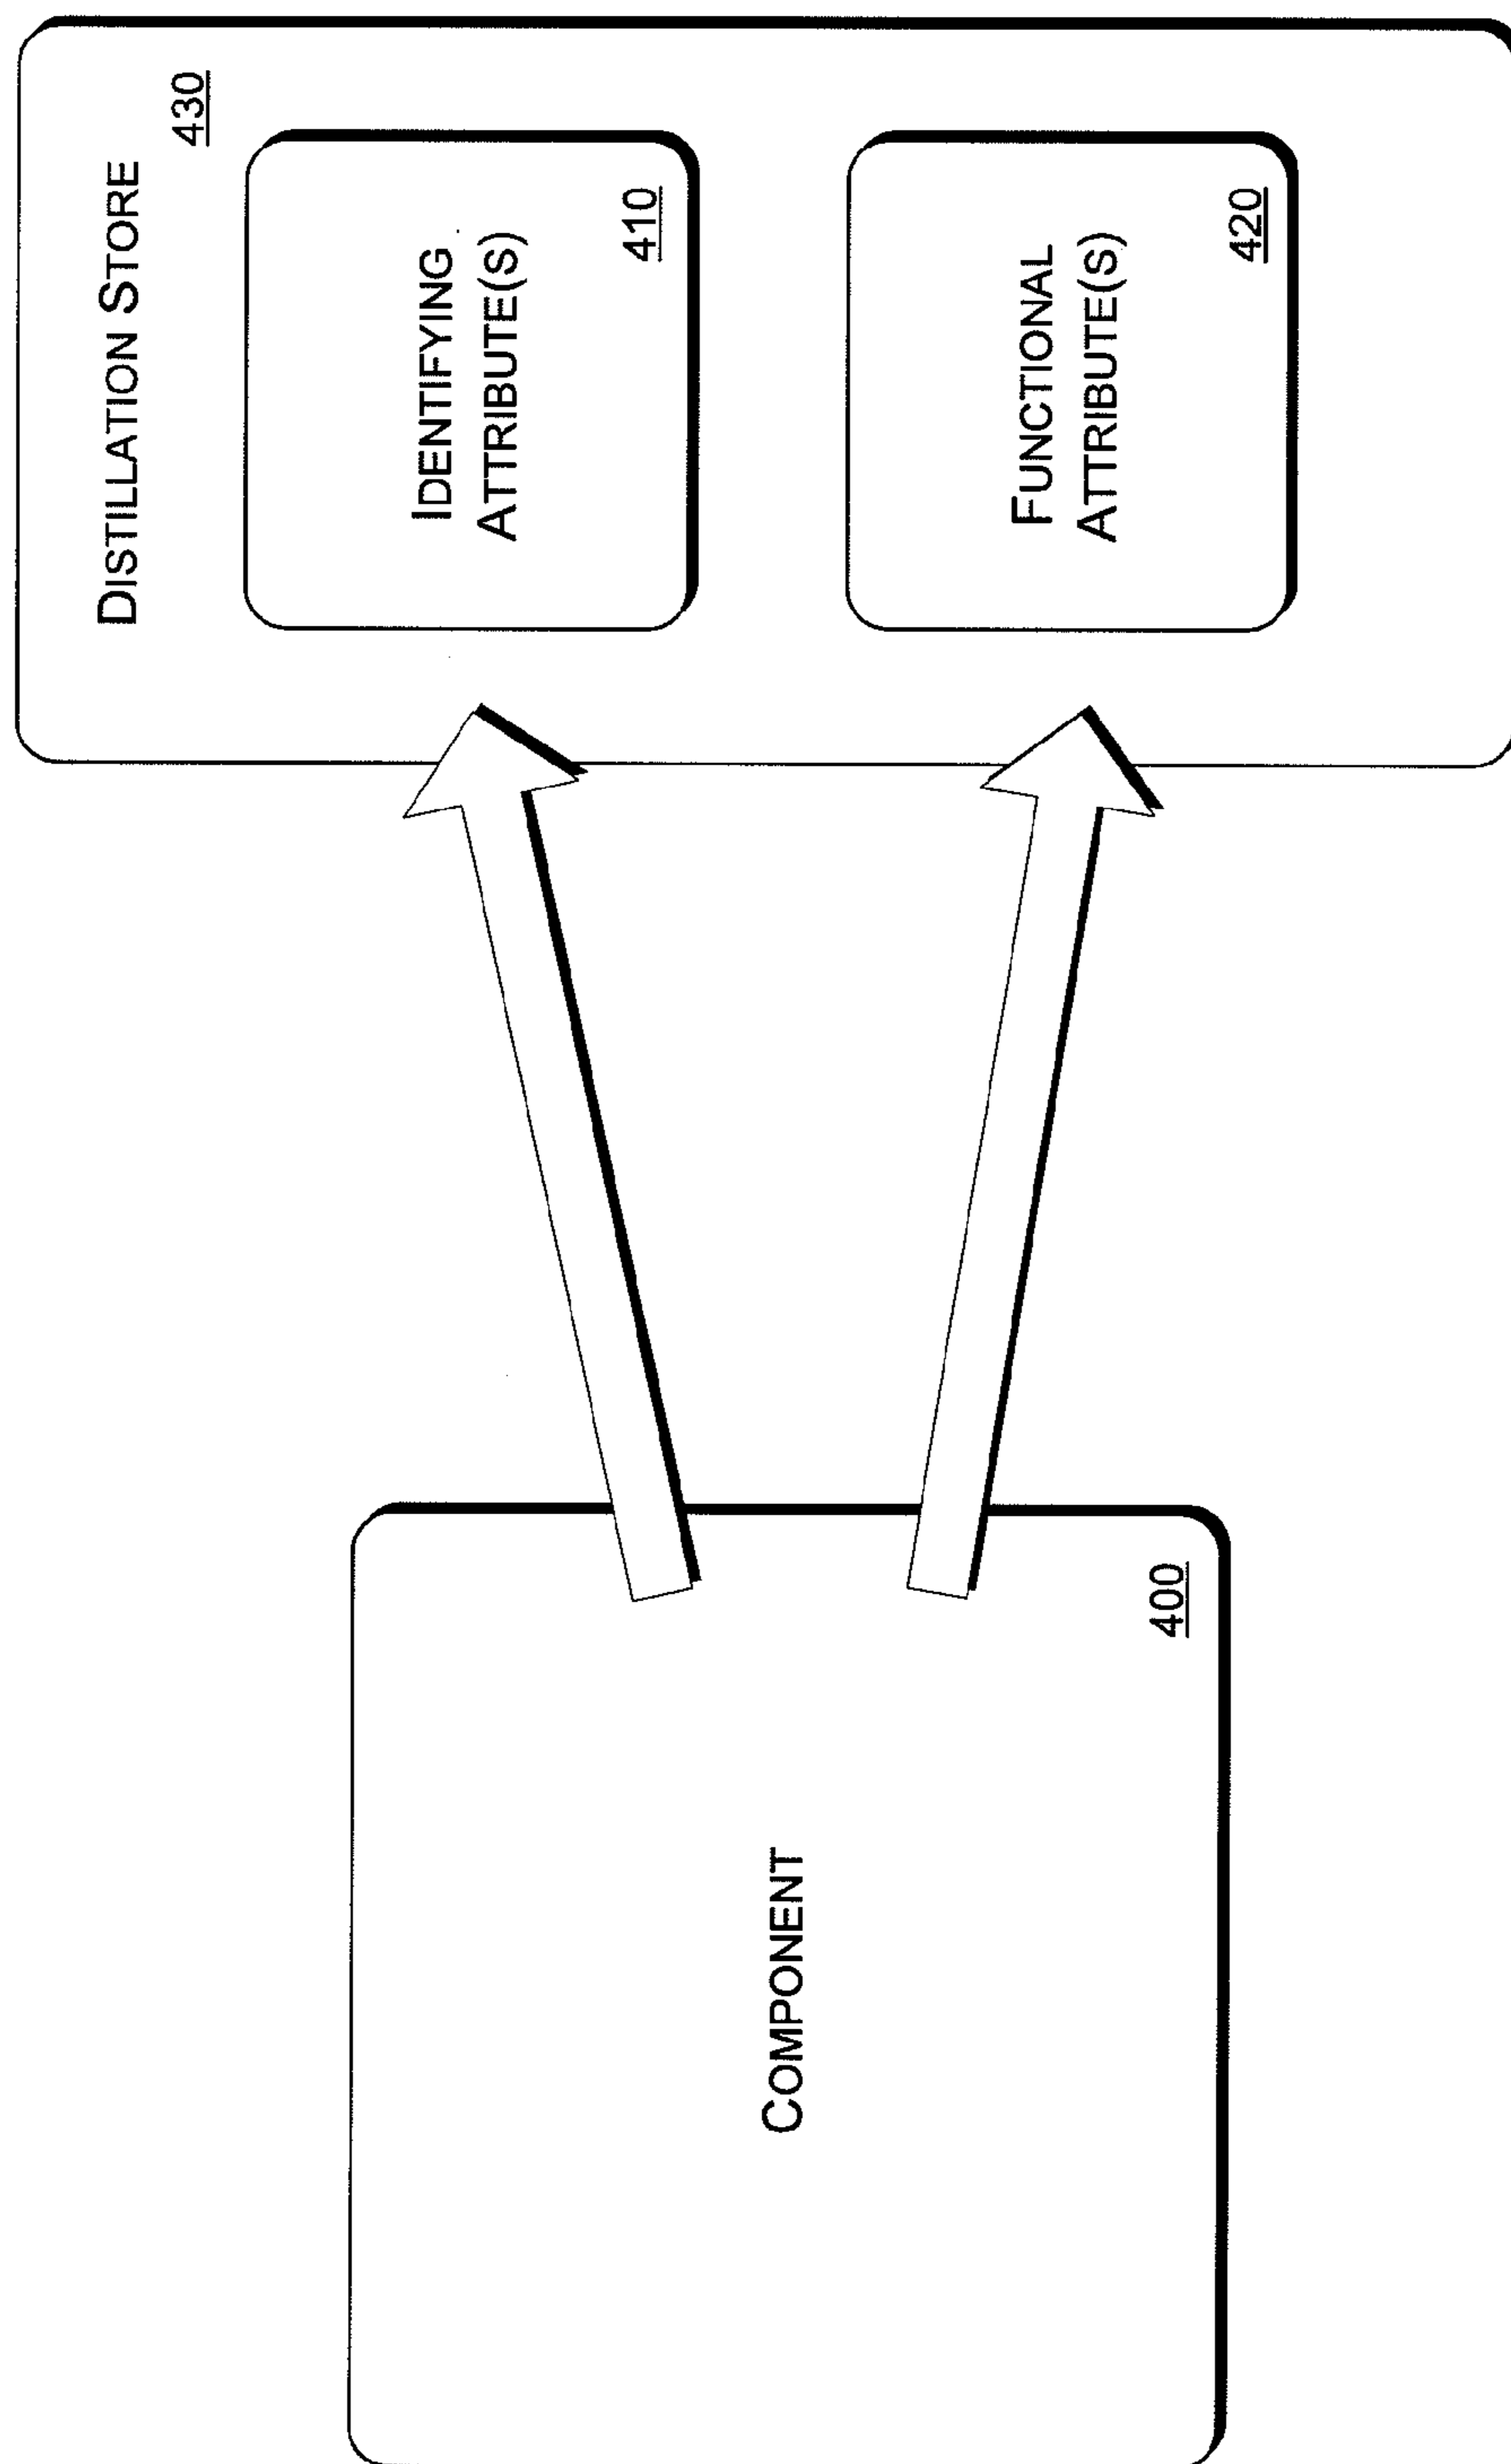 DISTILLATION STORE
430
IDENTIFYING
ATTRIBUTE(S)
410
FUNCTIONAL
ATTRIBUTE(S)
420
COMPONENT
400